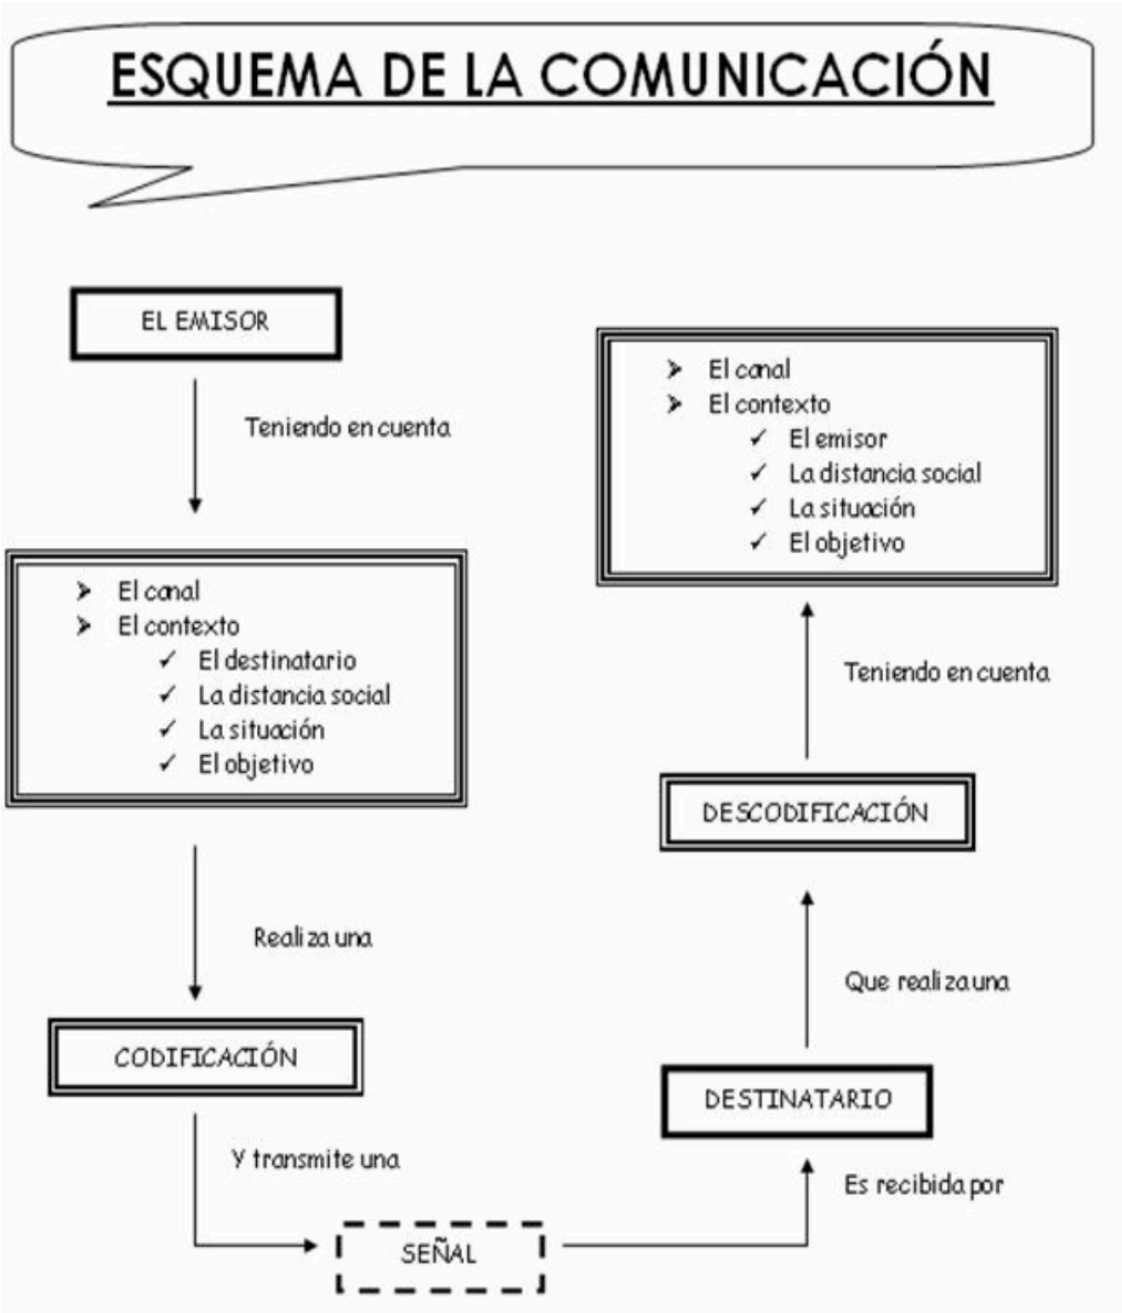 ESQUEMA DE LA COMUNICACIÓN
EL EMISOR
Teniendo en cuenta
El canal
El contexto
El destinatario
La distancia social
La situación
El objetivo
Realiza una
CODIFICACIÓN
Y transmite una
SEÑAL
Es recibida por
DESTINATARIO
Que realiza una
DESCODIFICACIÓN
Teniendo en cuenta
El canal
El contexto
El emisor
La distancia social
La situación
El objetivo